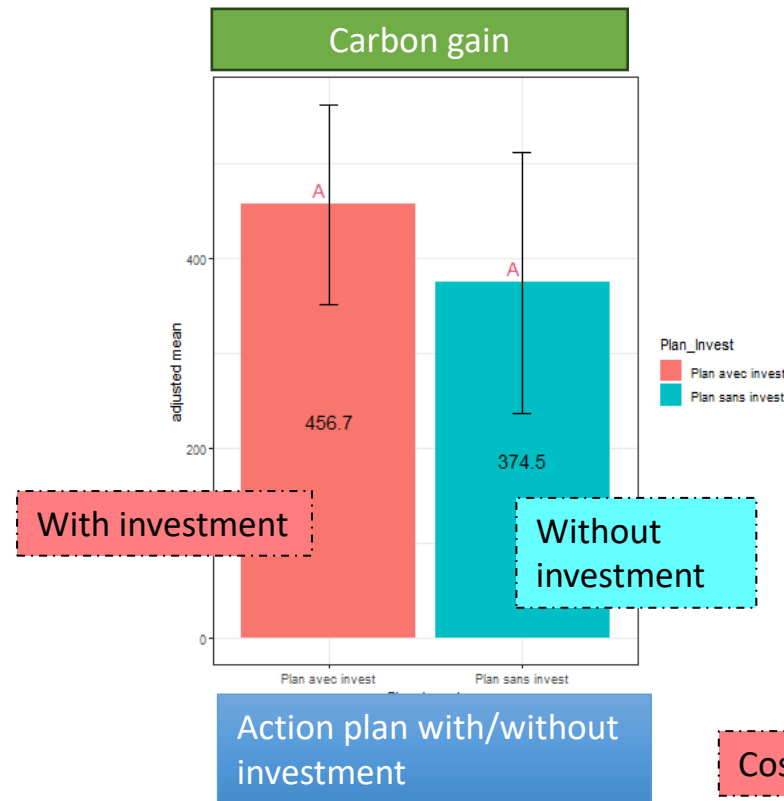 Carbon gain
A
A
400
adjusted mean
Plan_Invest
Plan avec invest
Plan sans invest
456.7
200
374.5
With investment
Without
investment
0
Plan avec invest
Plan sans invest
Action plan with/without
investment